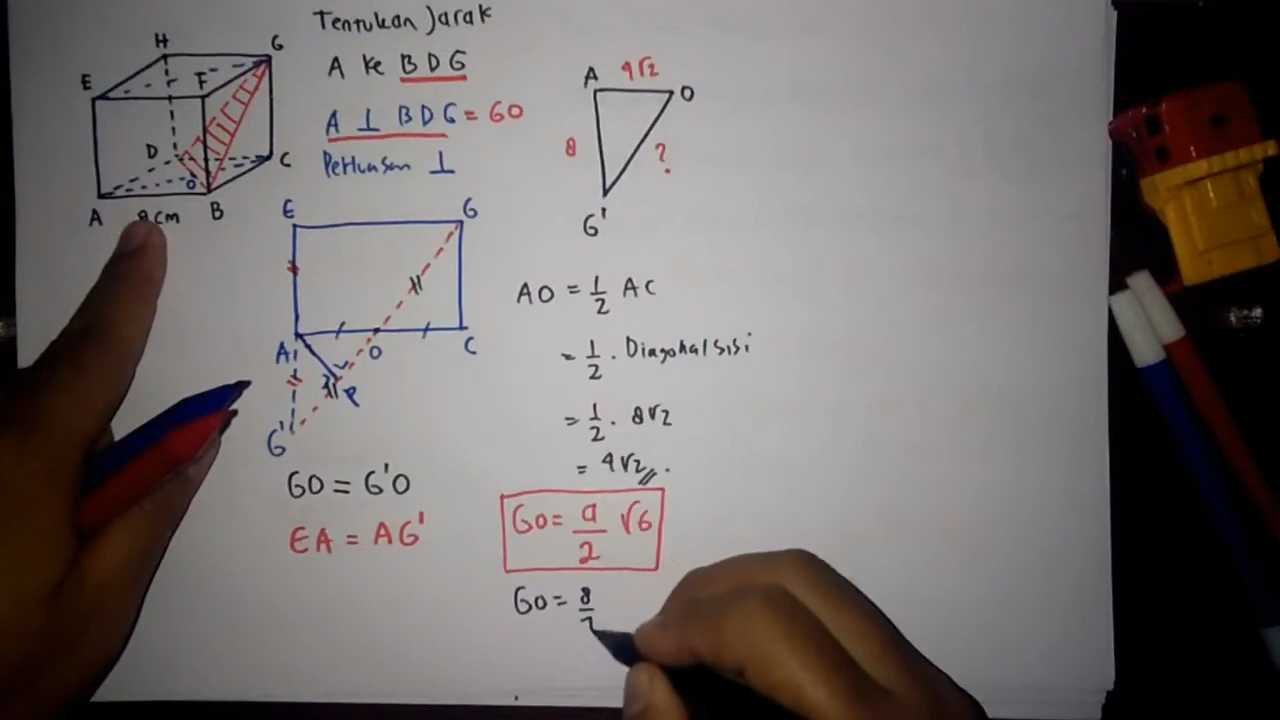 Tentukan Jarak
A ke BDG
A ⊥ BDG = GO
Perluasan ⊥
H
G
E
F
D
C
O
A
8cm
B
E
G
A
O
C
P
G'
GO = G'O
EA = AG'
A
4√2
O
8
?
G'
AO = 1/2 AC
= 1/2 . Diagonal sisi
= 1/2 . 8√2
= 4√2 //.
GO = a/2 √6
GO = 8/2